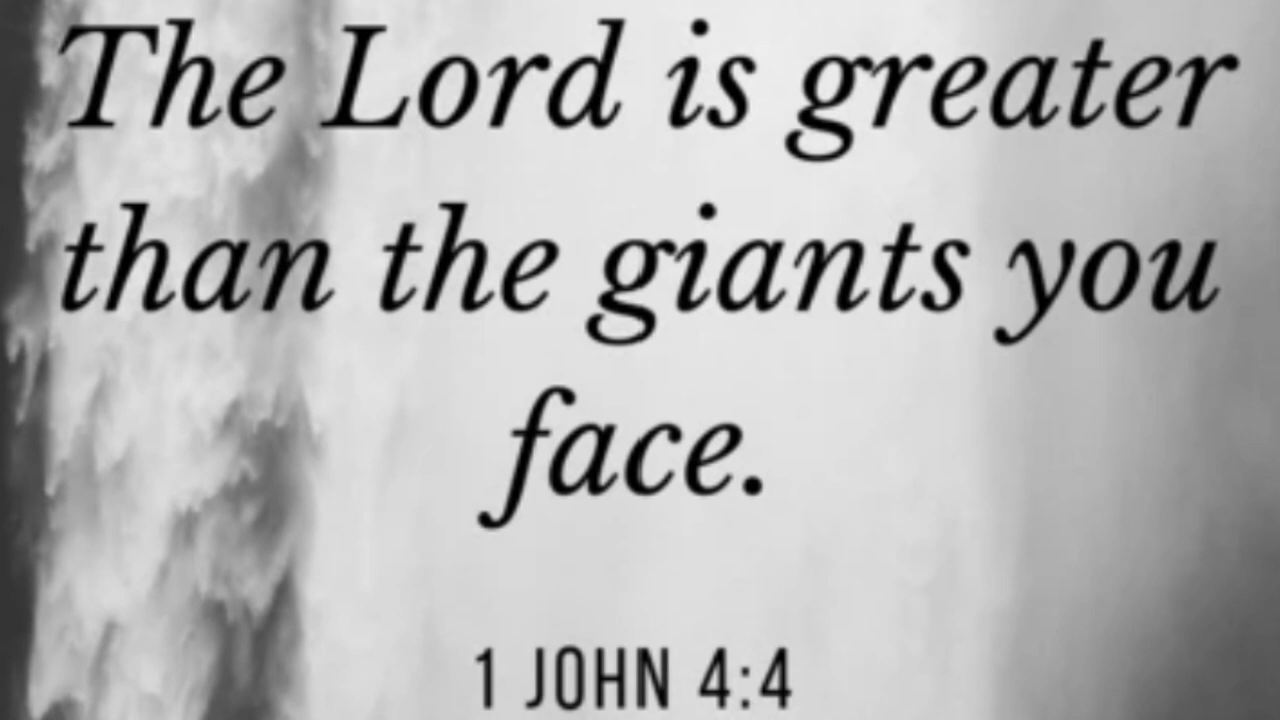 The Lord is greater
than the giants you
face.
1 JOHN 4:4